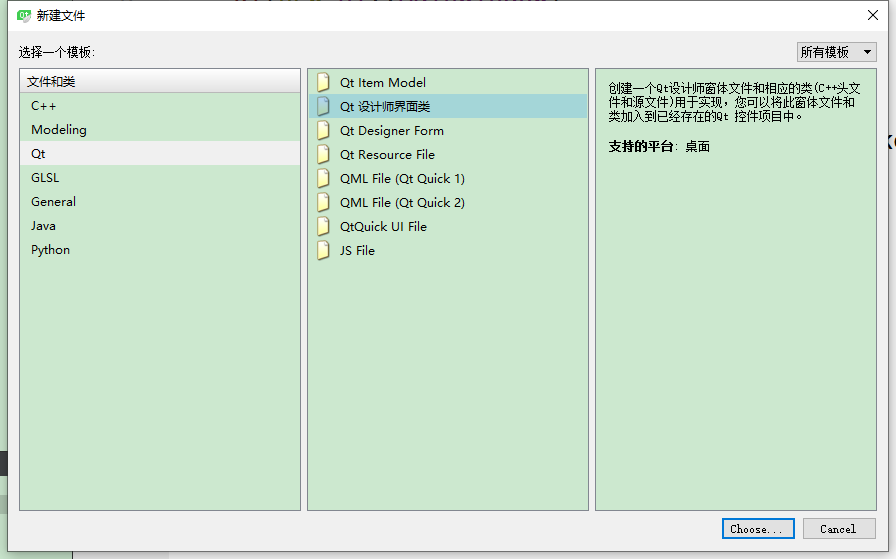 新建文件
选择一个模板:
所有模板
文件和类
C++
Modeling
Qt
GLSL
General
Java
Python
Qt Item Model
Qt 设计师界面类
Qt Designer Form
Qt Resource File
QML File (Qt Quick 1)
QML File (Qt Quick 2)
QtQuick UI File
JS File
创建一个Qt设计师窗体文件和相应的类(C++头文
件和源文件)用于实现，您可以将此窗体文件和
类加入到已经存在的Qt 控件项目中。
支持的平台: 桌面
Choose...
Cancel